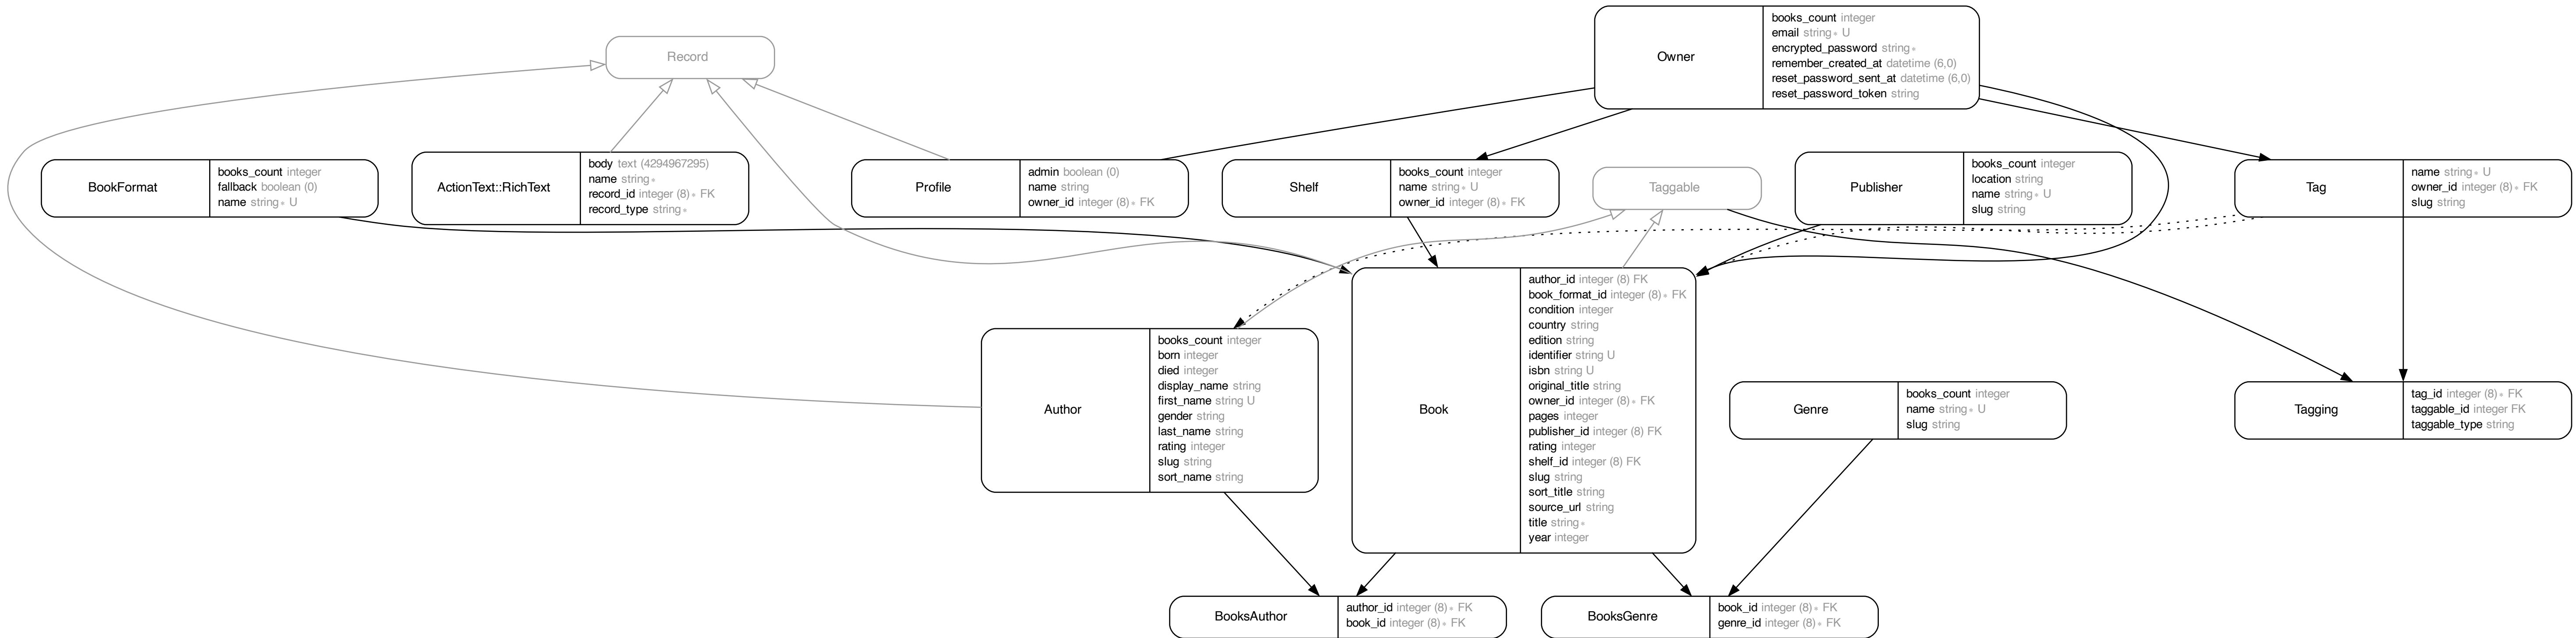 Record
Owner
books_count integer
email string∗ U
encrypted_password string∗
remember_created_at datetime (6,0)
reset_password_sent_at datetime (6,0)
reset_password_token string
BookFormat
books_count integer
fallback boolean (0)
name string∗ U
ActionText::RichText
body text (4294967295)
name string∗
record_id integer (8)∗ FK
record_type string∗
Profile
admin boolean (0)
name string
owner_id integer (8)∗ FK
Shelf
books_count integer
name string∗ U
owner_id integer (8)∗ FK
Taggable
Publisher
books_count integer
location string
name string∗ U
slug string
Tag
name string∗ U
owner_id integer (8)∗ FK
slug string
Author
books_count integer
born integer
died integer
display_name string
first_name string U
gender string
last_name string
rating integer
slug string
sort_name string
Book
author_id integer (8) FK
book_format_id integer (8)∗ FK
condition integer
country string
edition string
identifier string U
isbn string U
original_title string
owner_id integer (8)∗ FK
pages integer
publisher_id integer (8) FK
rating integer
shelf_id integer (8) FK
slug string
sort_title string
source_url string
title string∗
year integer
Genre
books_count integer
name string∗ U
slug string
Tagging
tag_id integer (8)∗ FK
taggable_id integer FK
taggable_type string
BooksAuthor
author_id integer (8)∗ FK
book_id integer (8)∗ FK
BooksGenre
book_id integer (8)∗ FK
genre_id integer (8)∗ FK